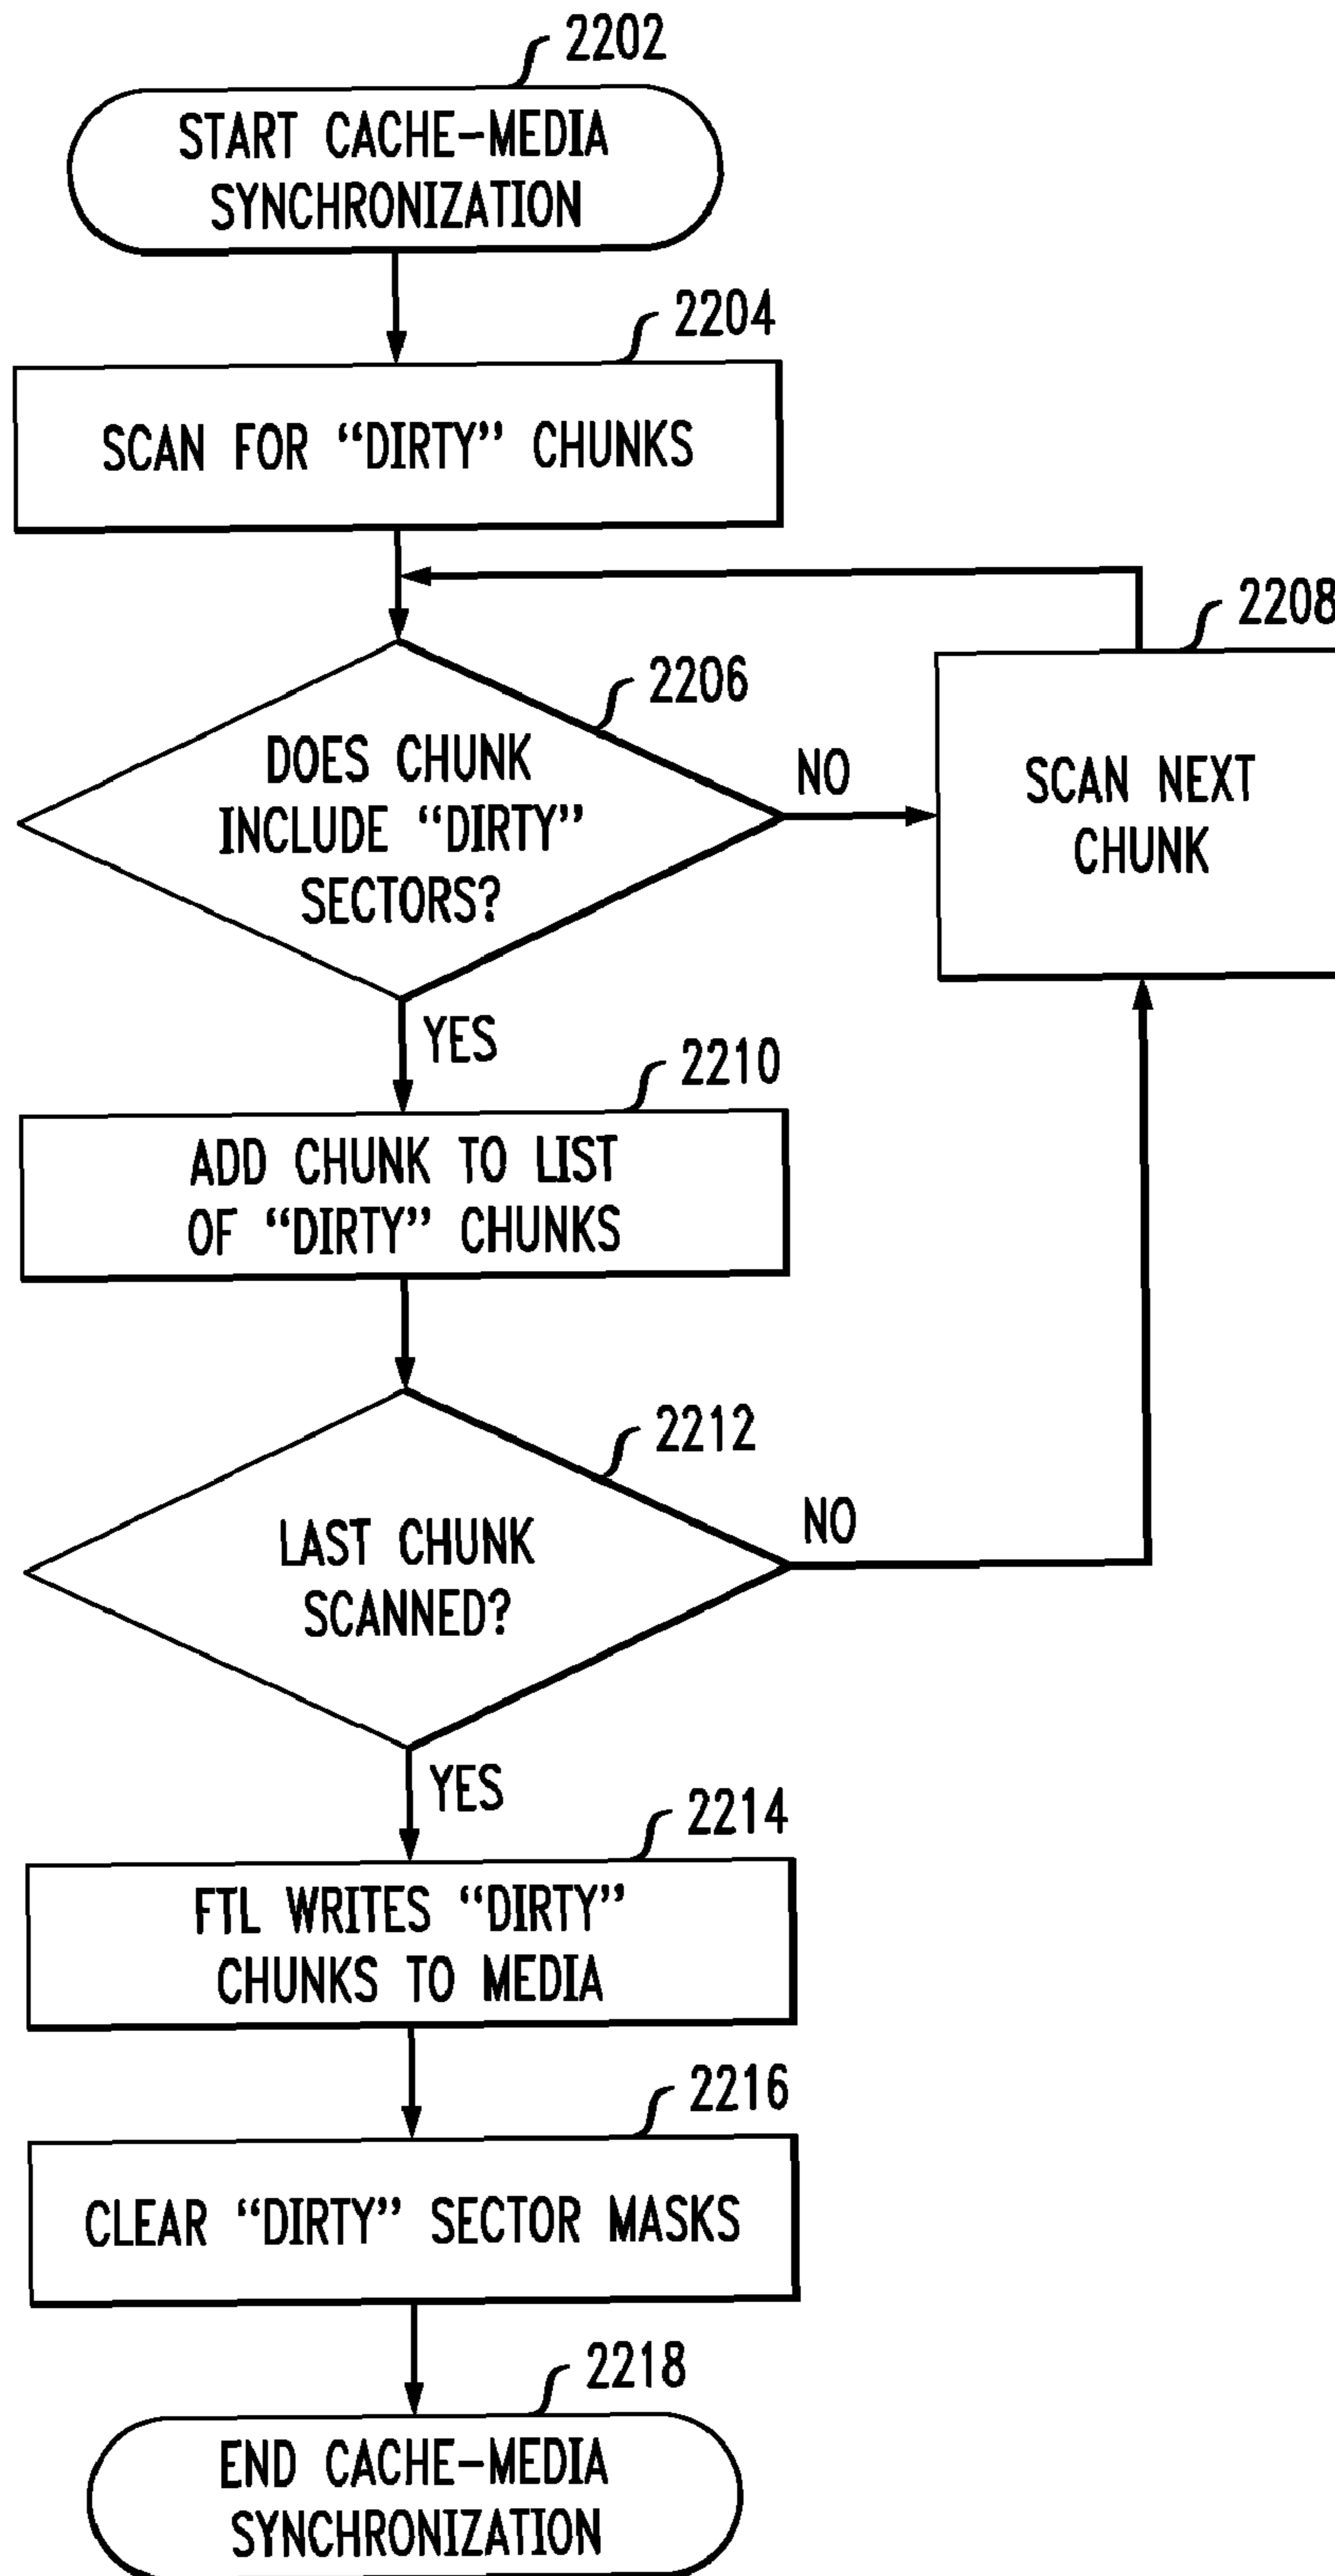 2202
START CACHE-MEDIA
SYNCHRONIZATION
2204
SCAN FOR “DIRTY” CHUNKS
2206
DOES CHUNK
INCLUDE “DIRTY”
SECTORS?
NO
2208
SCAN NEXT
CHUNK
YES
2210
ADD CHUNK TO LIST
OF “DIRTY” CHUNKS
2212
LAST CHUNK
SCANNED?
NO
YES
2214
FTL WRITES “DIRTY”
CHUNKS TO MEDIA
2216
CLEAR “DIRTY” SECTOR MASKS
2218
END CACHE-MEDIA
SYNCHRONIZATION